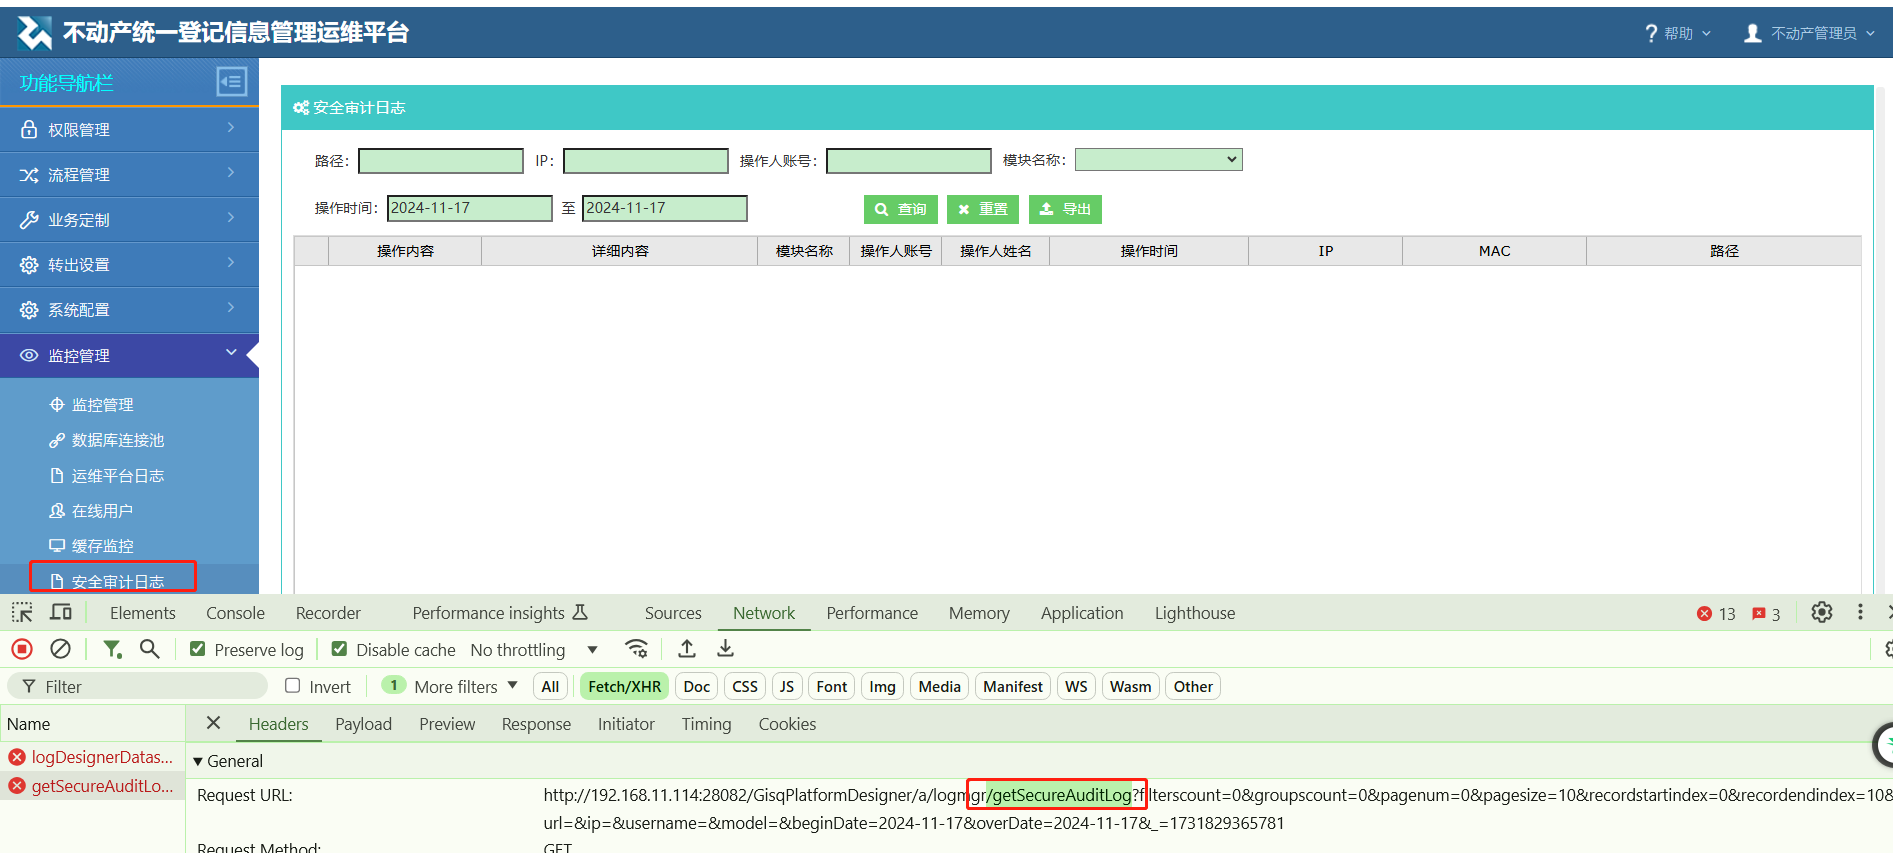 不动产统一登记信息管理运维平台
帮助
不动产管理员
功能导航栏
权限管理
流程管理
业务定制
转出设置
系统配置
监控管理
监控管理
数据库连接池
运维平台日志
在线用户
缓存监控
安全审计日志
安全审计日志
路径: IP: 操作人账号: 模块名称:
操作时间: 2024-11-17 至 2024-11-17 查询 重置 导出
操作内容 详细内容 模块名称 操作人账号 操作人姓名 操作时间 IP MAC 路径
Elements Console Recorder Performance insights Sources Network Performance Memory Application Lighthouse 13 3
Preserve log Disable cache No throttling
Filter Invert 1 More filters All Fetch/XHR Doc CSS JS Font Img Media Manifest WS Wasm Other
Name Headers Payload Preview Response Initiator Timing Cookies
logDesignerDatas...
getSecureAuditLo...
General
Request URL: http://192.168.11.114:28082/GisqPlatformDesigner/a/logmgr/getSecureAuditLog?filterscount=0&groupscount=0&pagenum=0&pagesize=10&recordstartindex=0&recordendindex=10&
url=&ip=&username=&model=&beginDate=2024-11-17&overDate=2024-11-17&_=1731829365781
Request Method: GET